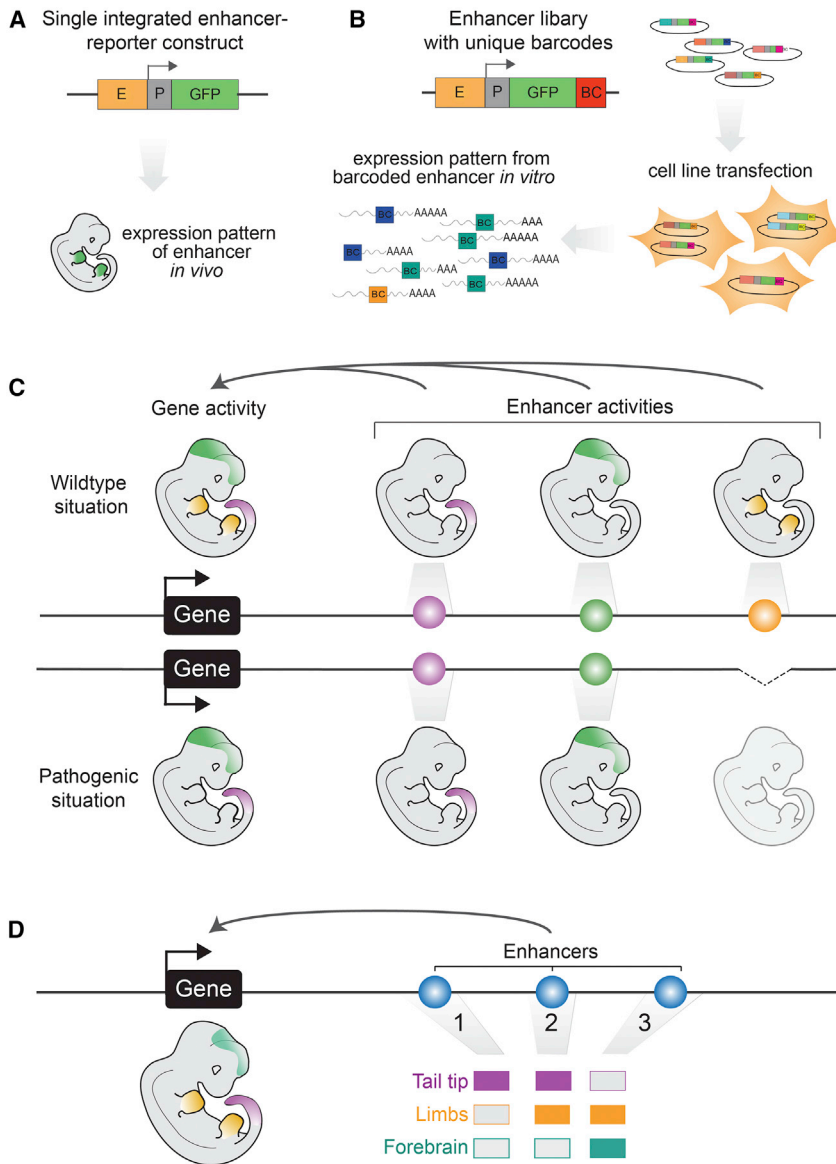 A
Single integrated enhancer-
reporter construct
E P GFP
expression pattern
of enhancer
in vivo
B
Enhancer libary
with unique barcodes
E P GFP BC
cell line transfection
expression pattern from
barcoded enhancer in vitro
BC AAAAA
BC AAA
BC AAAAA
BC AAAA
BC AAAA
BC AAA
BC AAAAA
BC AAAA
C
Gene activity
Enhancer activities
Wildtype
situation
Gene
Gene
Pathogenic
situation
D
Enhancers
Gene
1 2 3
Tail tip
Limbs
Forebrain